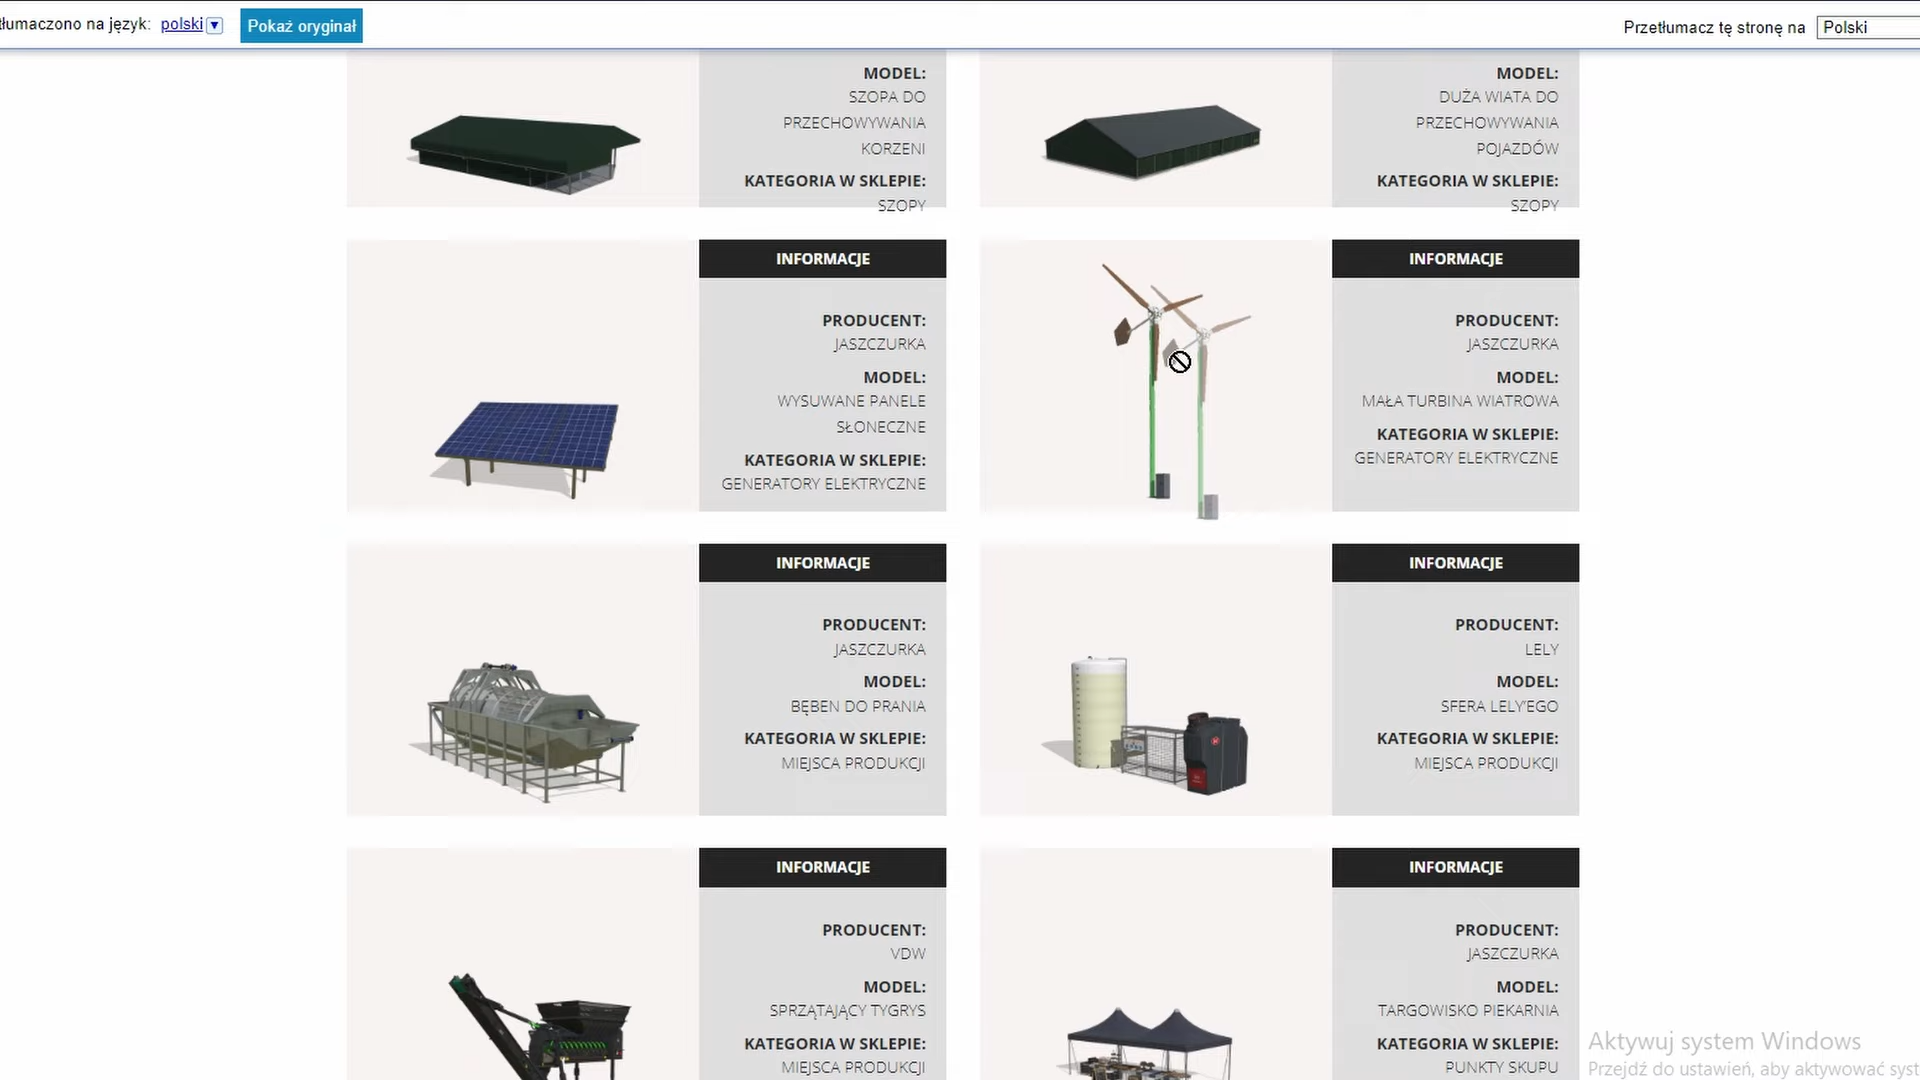 tłumaczono na język: polski
Pokaż oryginał
Przetłumacz tę stronę na Polski
MODEL:
SZOPA DO
PRZECHOWYWANIA
KORZENI
KATEGORIA W SKLEPIE:
SZOPY
MODEL:
DUŻA WIATA DO
PRZECHOWYWANIA
POJAZDÓW
KATEGORIA W SKLEPIE:
SZOPY
INFORMACJE
PRODUCENT:
JASZCZURKA
MODEL:
WYSUWANE PANELE
SŁONECZNE
KATEGORIA W SKLEPIE:
GENERATORY ELEKTRYCZNE
INFORMACJE
PRODUCENT:
JASZCZURKA
MODEL:
MAŁA TURBINA WIATROWA
KATEGORIA W SKLEPIE:
GENERATORY ELEKTRYCZNE
INFORMACJE
PRODUCENT:
JASZCZURKA
MODEL:
BĘBEN DO PRANIA
KATEGORIA W SKLEPIE:
MIEJSCA PRODUKCJI
INFORMACJE
PRODUCENT:
LELY
MODEL:
SFERA LELY'EGO
KATEGORIA W SKLEPIE:
MIEJSCA PRODUKCJI
INFORMACJE
PRODUCENT:
VDW
MODEL:
SPRZĄTAJĄCY TYGRYS
KATEGORIA W SKLEPIE:
MIEJSCA PRODUKCJI
INFORMACJE
PRODUCENT:
JASZCZURKA
MODEL:
TARGOWISKO PIEKARNIA
KATEGORIA W SKLEPIE:
PUNKTY SKUPU
Aktywuj system Windows
Przejdź do ustawień, aby aktywować syst